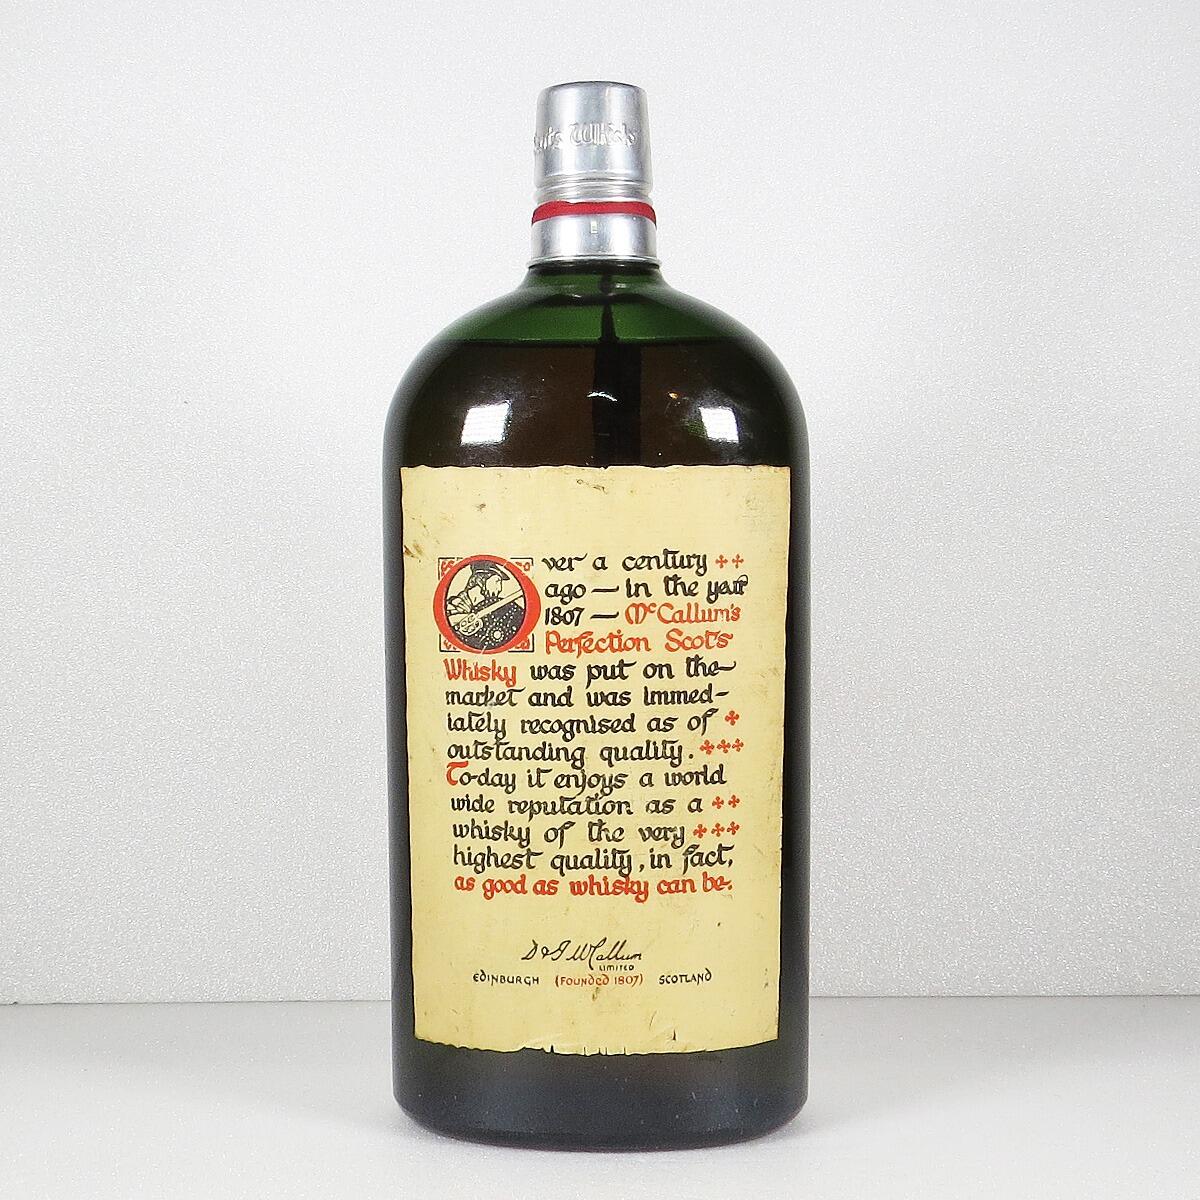 Whisky
Over a century
ago — in the year
1807 — McCallum's
Perfection Scots
Whisky was put on the
market and was immed-
iately recognised as of
outstanding quality.
To-day it enjoys a world
wide reputation as a
whisky of the very
highest quality, in fact,
as good as whisky can be.
D & J McCallum
LIMITED
EDINBURGH (FOUNDED 1807) SCOTLAND